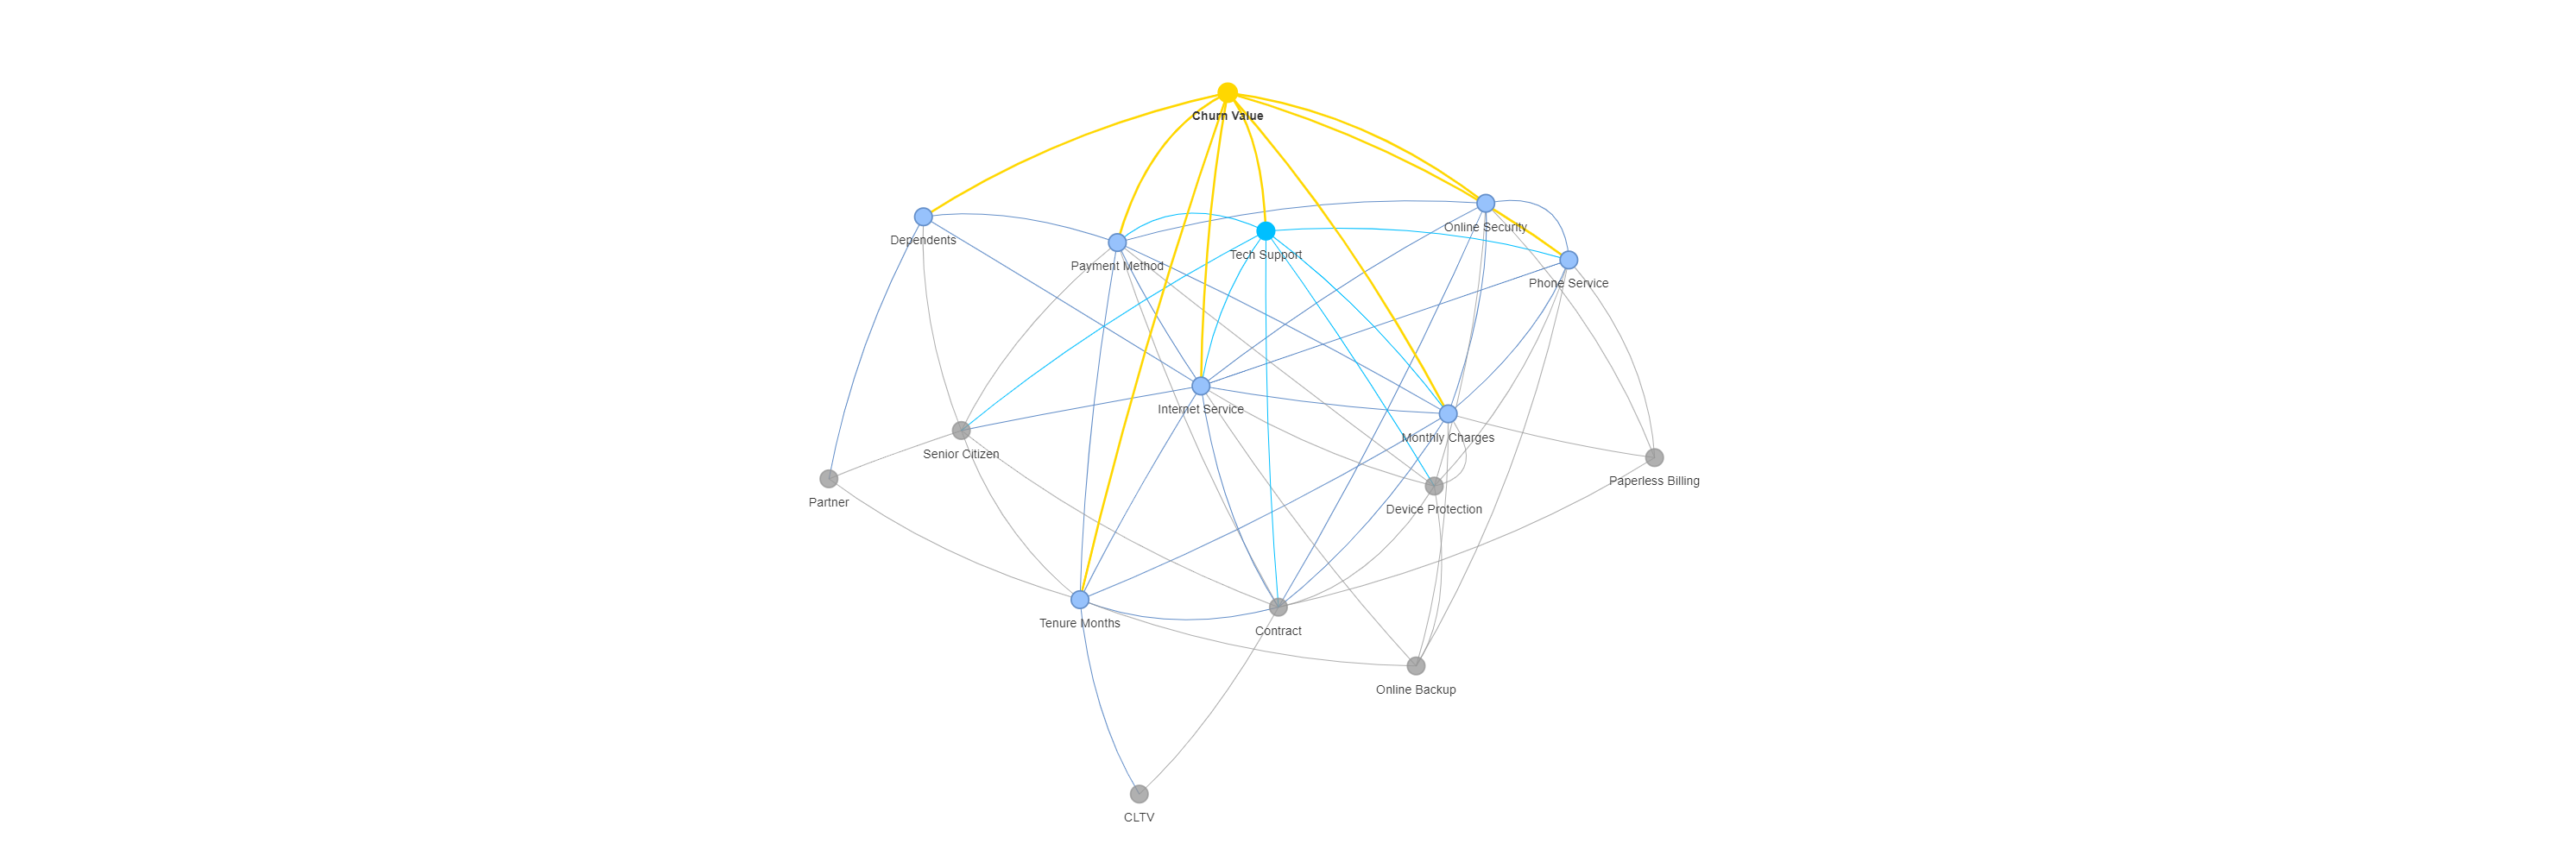 Churn Value
Dependents
Online Security
Tech Support
Payment Method
Phone Service
Internet Service
Monthly Charges
Senior Citizen
Paperless Billing
Partner
Device Protection
Tenure Months
Contract
Online Backup
CLTV